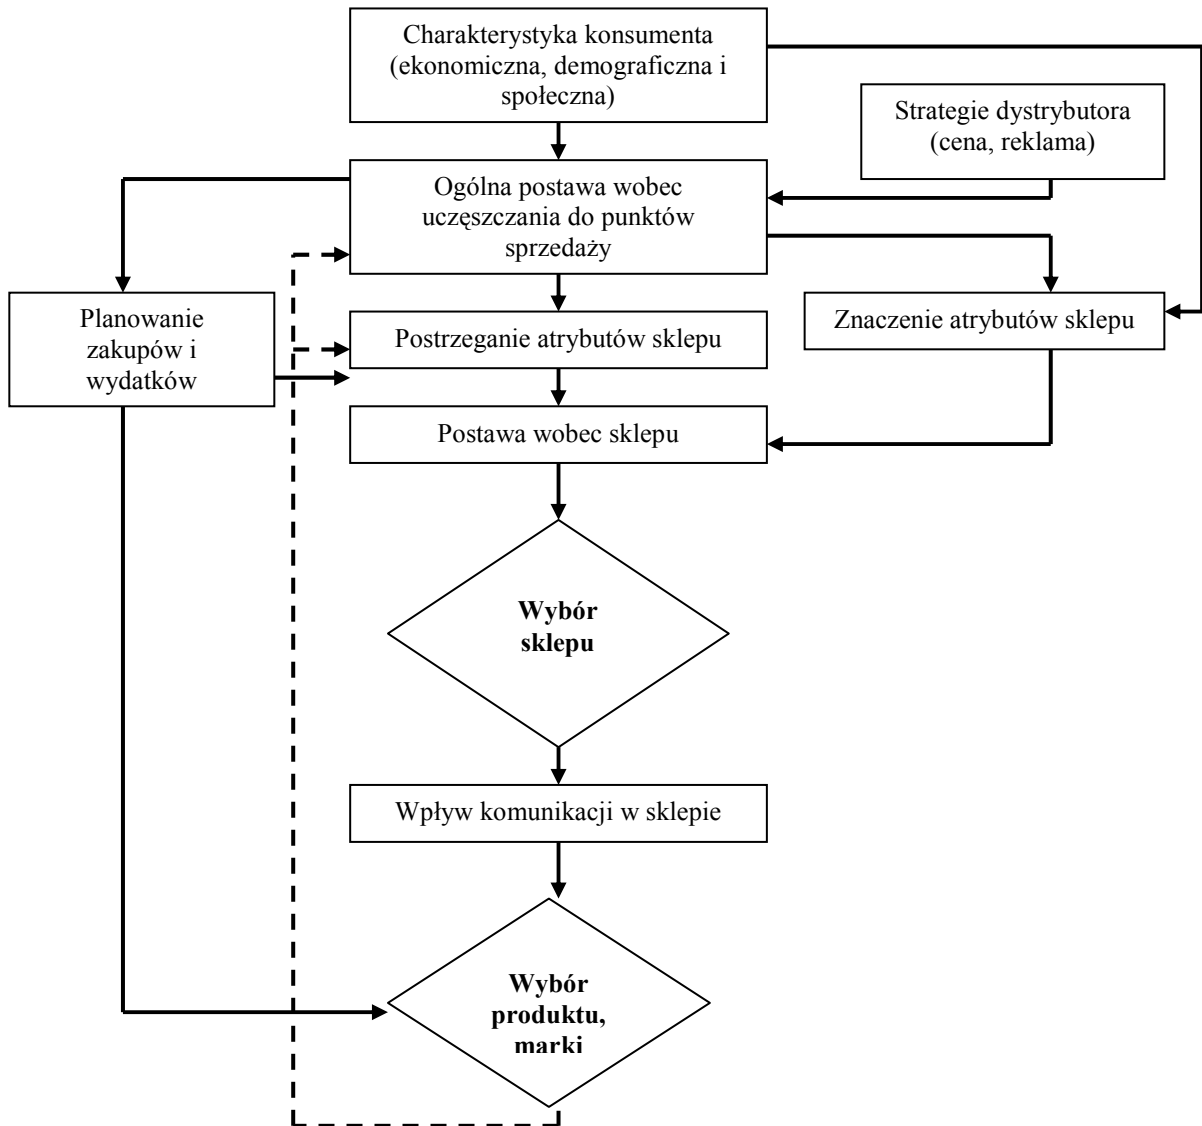 Charakterystyka konsumenta
(ekonomiczna, demograficzna i
społeczna)
Strategie dystrybutora
(cena, reklama)
Ogólna postawa wobec
uczęszczania do punktów
sprzedaży
Planowanie
zakupów i
wydatków
Postrzeganie atrybutów sklepu
Znaczenie atrybutów sklepu
Postawa wobec sklepu
Wybór
sklepu
Wpływ komunikacji w sklepie
Wybór
produktu,
marki